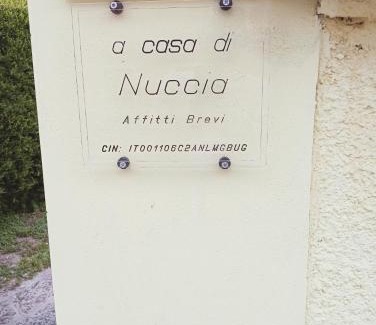 a casa di
Nuccia
Affitti Brevi
CIN: IT001106C2ANLMGBUG